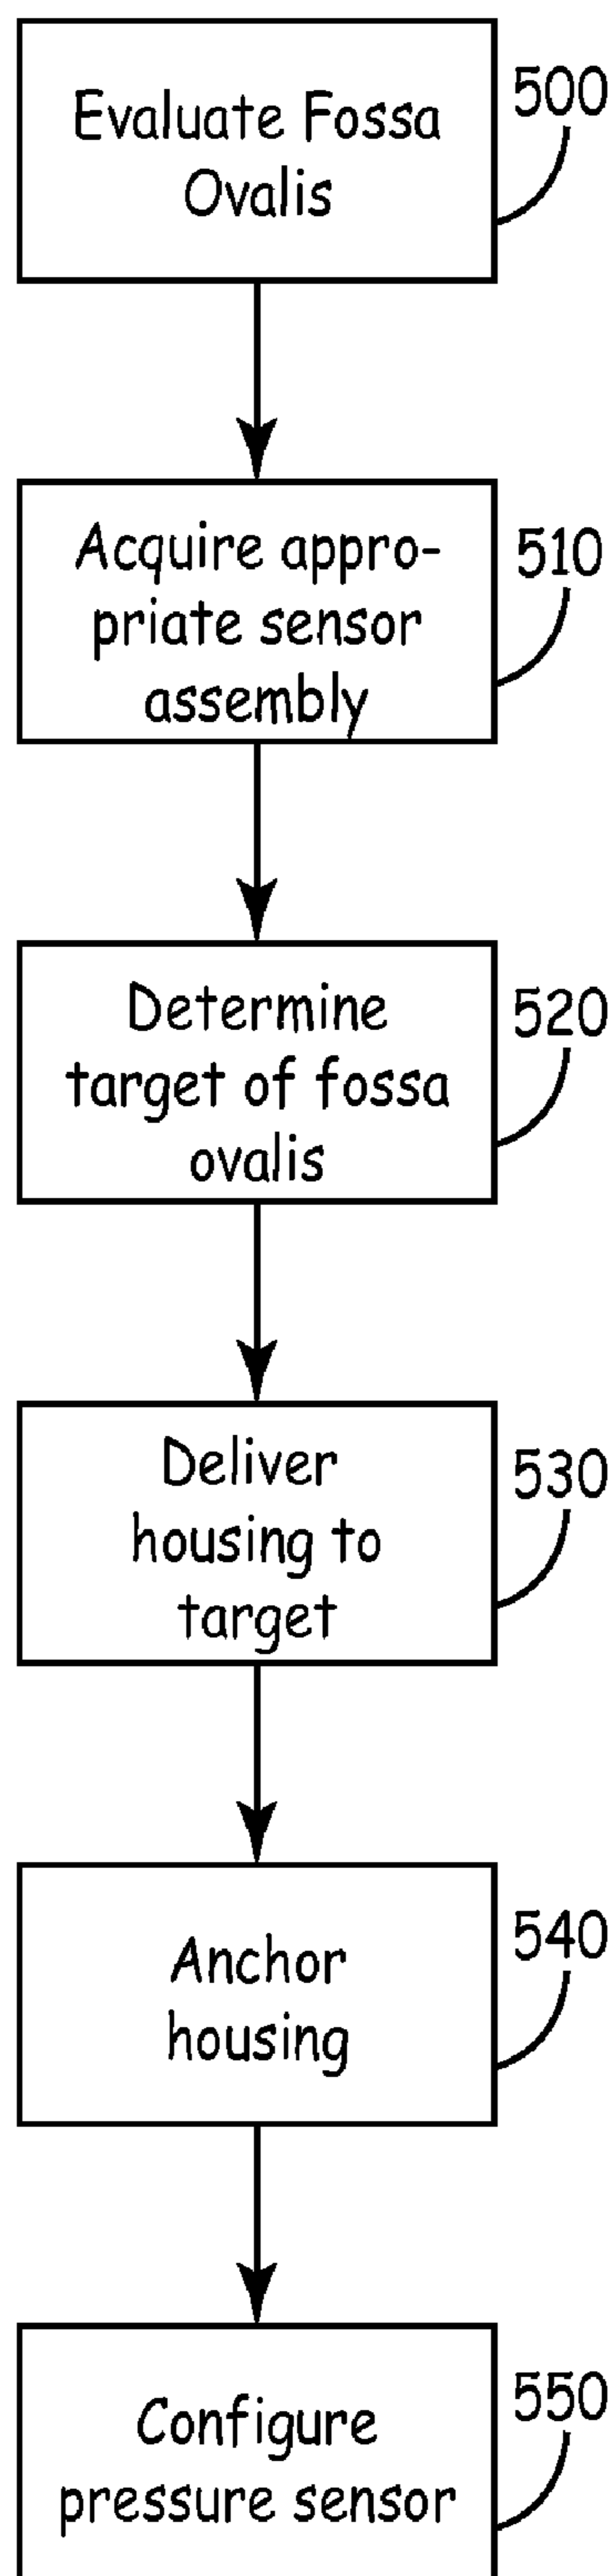 Evaluate Fossa
Ovalis
500
Acquire appro-
priate sensor
assembly
510
Determine
target of fossa
ovalis
520
Deliver
housing to
target
530
Anchor
housing
540
Configure
pressure sensor
550